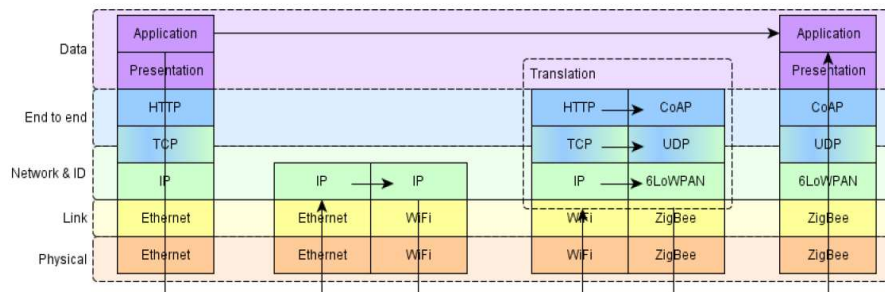 Data
Application
Application
Presentation
Translation
Presentation
End to end
HTTP
HTTP
CoAP
CoAP
TCP
TCP
UDP
UDP
Network & ID
IP
IP
IP
IP
6LoWPAN
6LoWPAN
Link
Ethernet
Ethernet
WiFi
WiFi
ZigBee
ZigBee
Physical
Ethernet
Ethernet
WiFi
WiFi
ZigBee
ZigBee